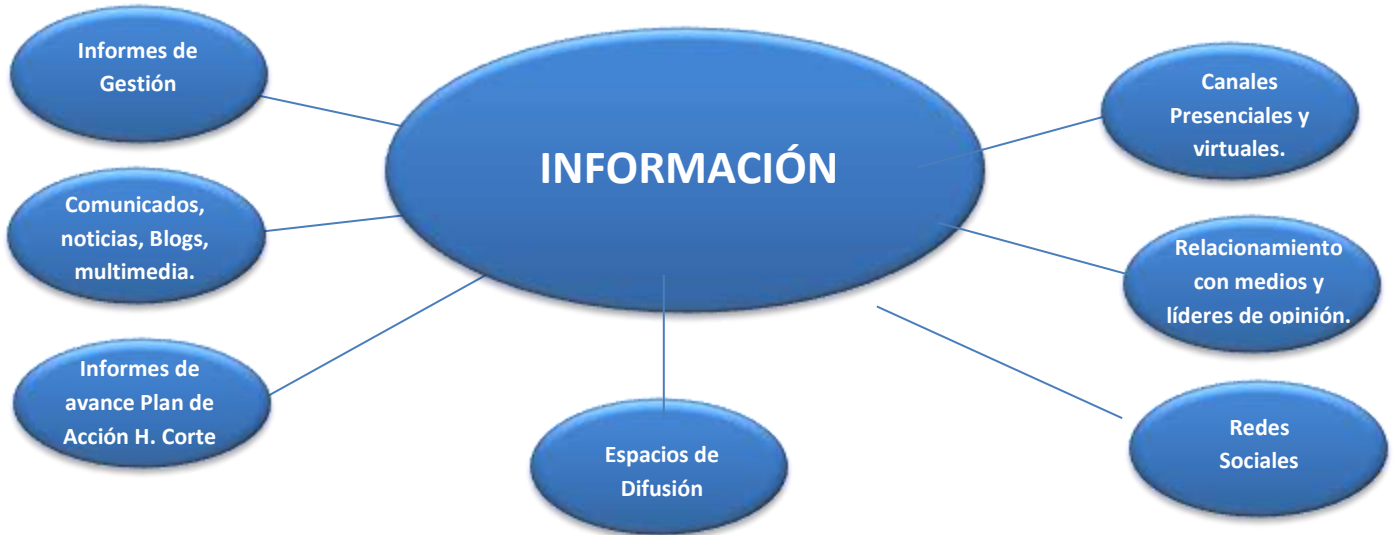 Informes de
Gestión
INFORMACIÓN
Canales
Presenciales y
virtuales.
Comunicados,
noticias, Blogs,
multimedia.
Relacionamiento
con medios y
líderes de opinión.
Informes de
avance Plan de
Acción H. Corte
Espacios de
Difusión
Redes
Sociales